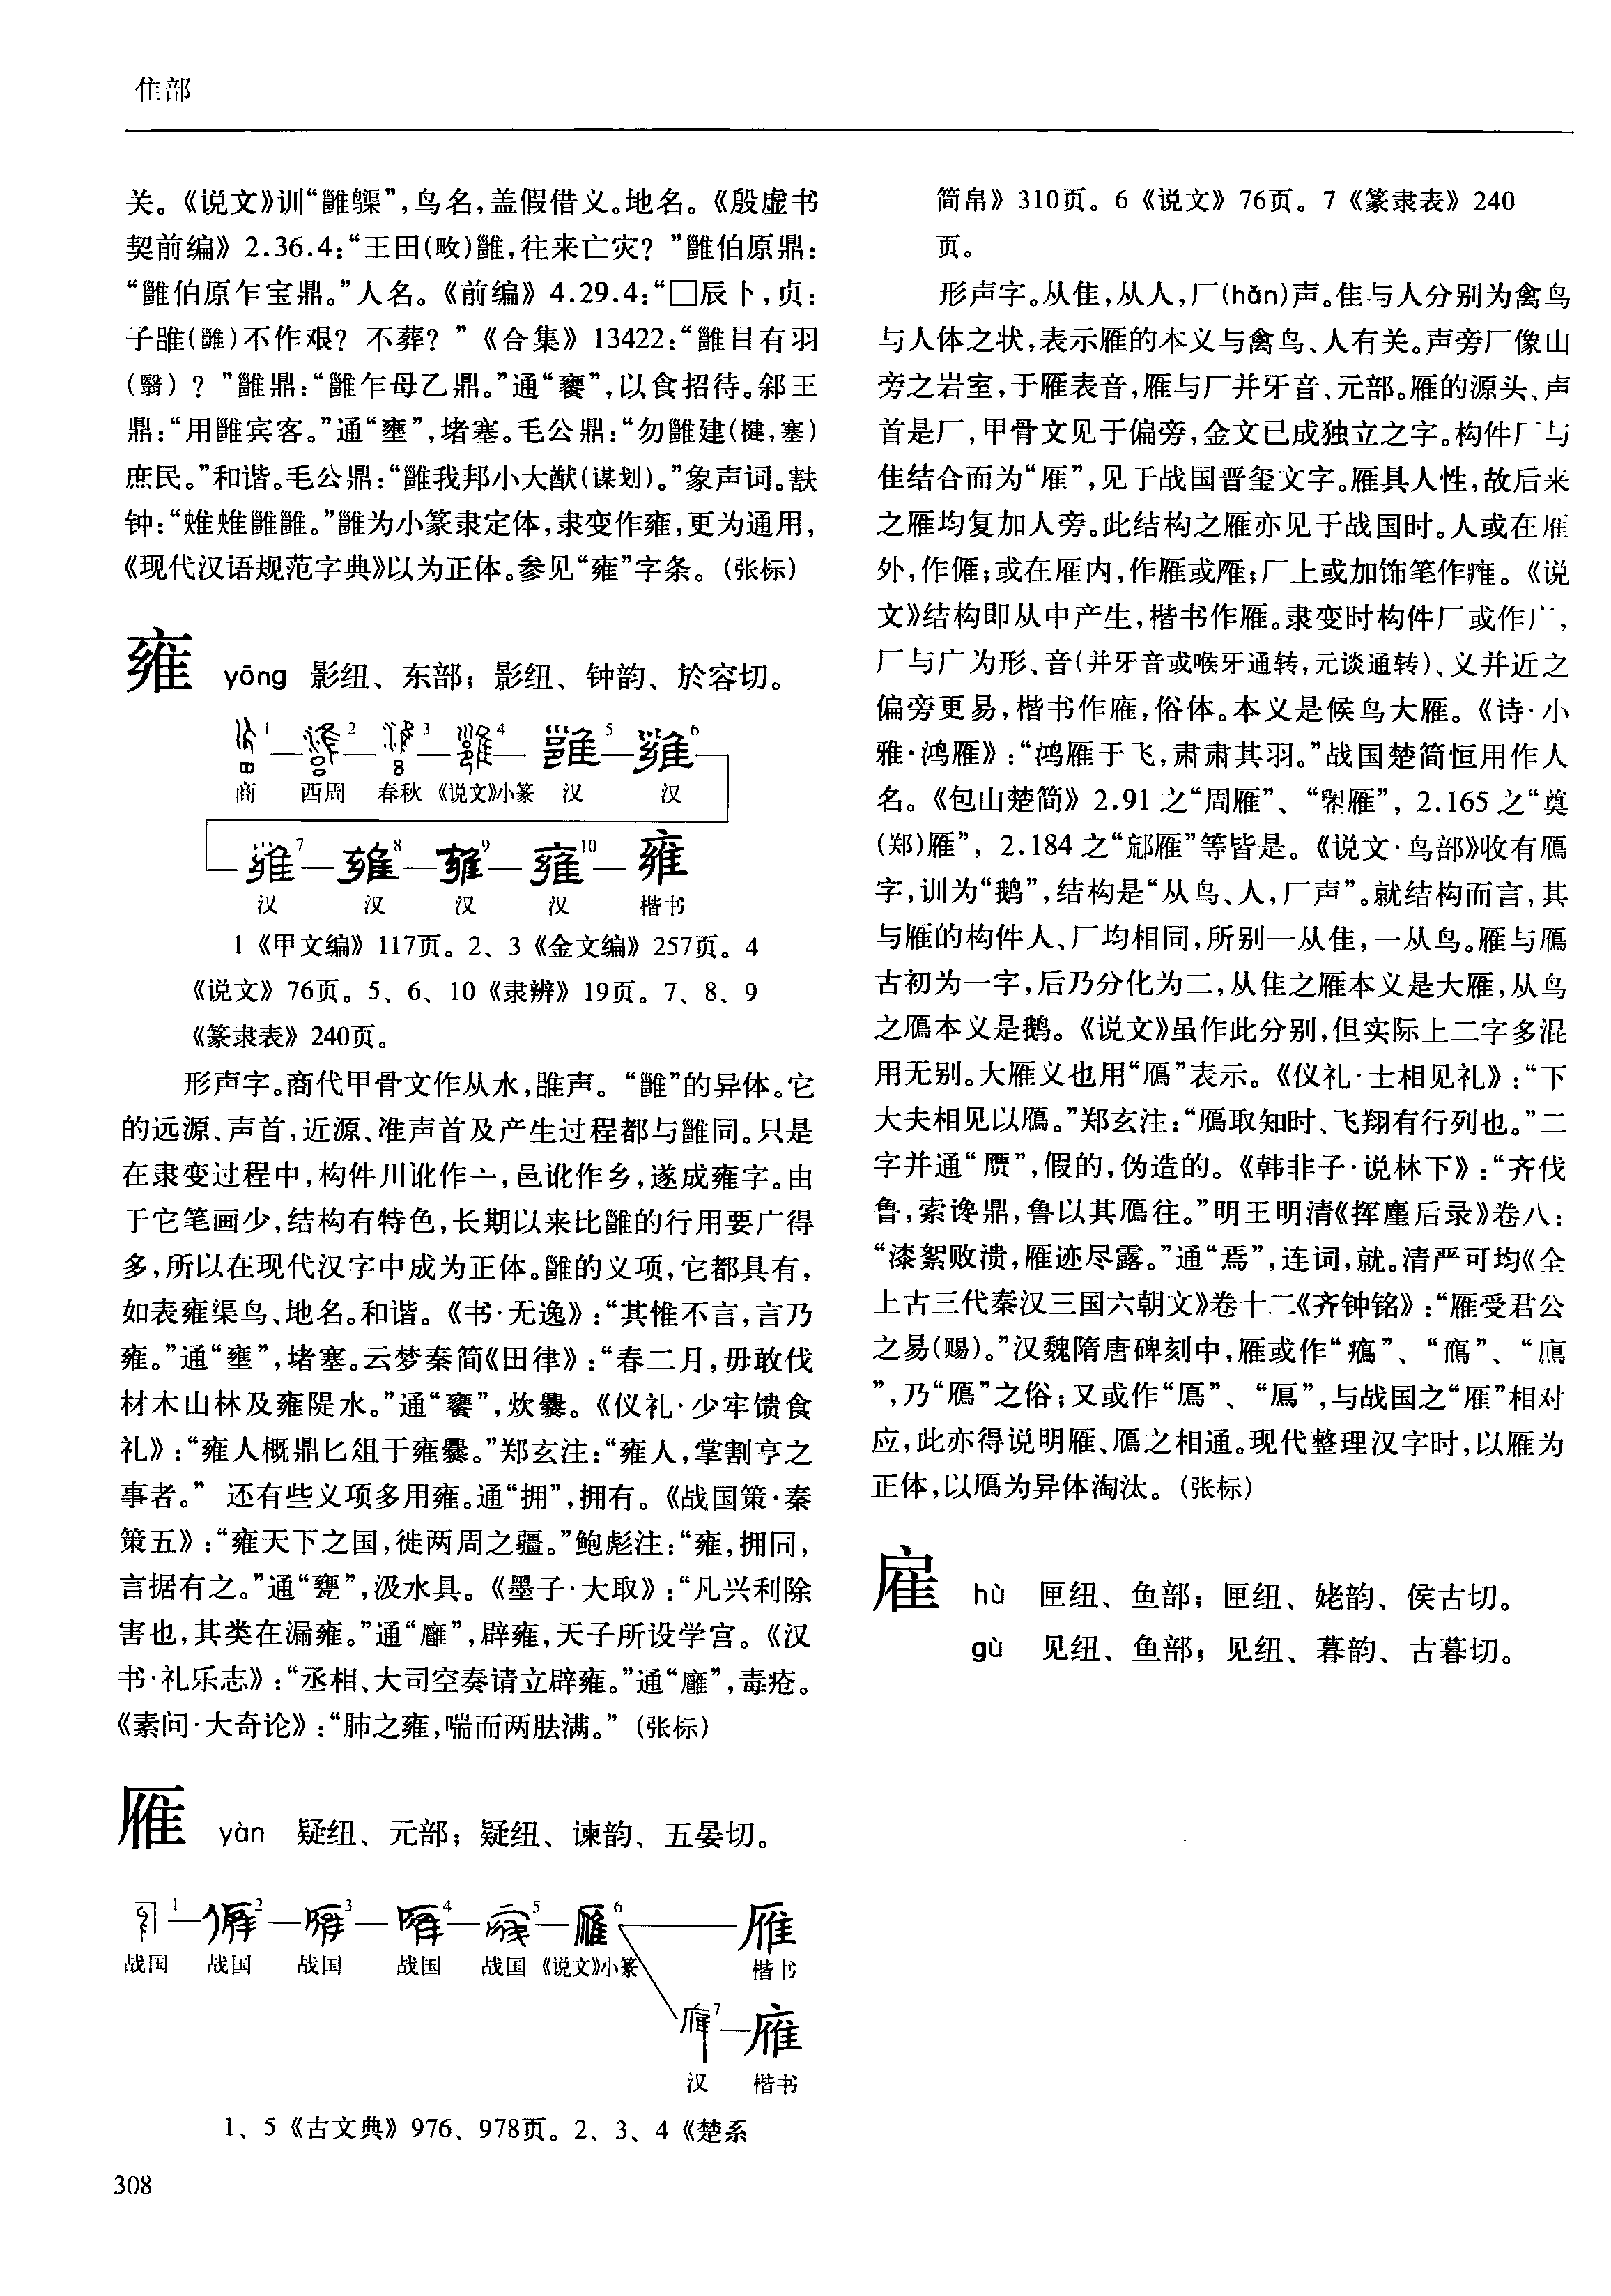 隹部
关。《说文》训“雝𪆫”,鸟名,盖假借义。地名。《殷虚书
契前编》2.36.4:“王田(畋)雝,往来亡灾?”雝伯原鼎:
“雝伯原乍宝鼎。”人名。《前编》4.29.4:“□辰卜,贞:
子雝(雝)不作艰?不葬?”《合集》13422:“雝目有羽
(翳)?”雝鼎:“雝乍母乙鼎。”通“饔”,以食招待。䣄王
鼎:“用雝宾客。”通“壅”,堵塞。毛公鼎:“勿雝建(楗,塞)
庶民。”和谐。毛公鼎:“雝我邦小大猷(谋划)。”象声词。㝬
钟:“雝雝。”雝为小篆隶定体,隶变作雍,更为通用,
《现代汉语规范字典》以为正体。参见“雍”字条。(张标)
雍 yōng 影纽、东部;影纽、钟韵、於容切。
1 2 3 4 5 6
商 西周 春秋 《说文》小篆 汉 汉
7 8 9 10 雍
汉 汉 汉 汉 楷书
1《甲文编》117页。2、3《金文编》257页。4
《说文》76页。5、6、10《隶辨》19页。7、8、9
《篆隶表》240页。
形声字。商代甲骨文作从水,雝声。“雝”的异体。它
的远源、声首,近源、准声首及产生过程都与雝同。只是
在隶变过程中,构件川讹作亠,邑讹作乡,遂成雍字。由
于它笔画少,结构有特色,长期以来比雝的行用要广得
多,所以在现代汉字中成为正体。雝的义项,它都具有,
如表雍渠鸟、地名。和谐。《书·无逸》:“其惟不言,言乃
雍。”通“壅”,堵塞。云梦秦简《田律》:“春二月,毋敢伐
材木山林及雍隄水。”通“饔”,炊爨。《仪礼·少牢馈食
礼》:“雍人概鼎匕俎于雍爨。”郑玄注:“雍人,掌割亨之
事者。” 还有些义项多用雍。通“拥”,拥有。《战国策·秦
策五》:“雍天下之国,徙两周之疆。”鲍彪注:“雍,拥同,
言据有之。”通“甕”,汲水具。《墨子·大取》:“凡兴利除
害也,其类在漏雍。”通“廱”,辟雍,天子所设学宫。《汉
书·礼乐志》:“丞相、大司空奏请立辟雍。”通“廱”,毒疮。
《素问·大奇论》:“肺之雍,喘而两胠满。”(张标)
雁 yàn 疑纽、元部;疑纽、谏韵、五晏切。
1 2 3 4 5 6 雁
战国 战国 战国 战国 战国 《说文》小篆 楷书
7 䧹
汉 楷书
1、5《古文典》976、978页。2、3、4《楚系
308
简帛》310页。6《说文》76页。7《篆隶表》240
页。
形声字。从隹,从人,厂(hǎn)声。隹与人分别为禽鸟
与人体之状,表示雁的本义与禽鸟、人有关。声旁厂像山
旁之岩室,于雁表音,雁与厂并牙音、元部。雁的源头、声
首是厂,甲骨文见于偏旁,金文已成独立之字。构件厂与
隹结合而为“厓”,见于战国晋玺文字。雁具人性,故后来
之雁均复加人旁。此结构之雁亦见于战国时。人或在
外,作;或在内,作雁或;厂上或加饰笔作。《说
文》结构即从中产生,楷书作雁。隶变时构件厂或作广,
厂与广为形、音(并牙音或喉牙通转,元谈通转)、义并近之
偏旁更易,楷书作䧹,俗体。本义是候鸟大雁。《诗·小
雅·鸿雁》:“鸿雁于飞,肃肃其羽。”战国楚简恒用作人
名。《包山楚简》2.91之“周雁”、“雁”,2.165之“奠
(郑)雁”,2.184之“雁”等皆是。《说文·鸟部》收有鴈
字,训为“鹅”,结构是“从鸟、人,厂声”。就结构而言,其
与雁的构件人、厂均相同,所别一从隹,一从鸟。雁与鴈
古初为一字,后乃分化为二,从隹之雁本义是大雁,从鸟
之鴈本义是鹅。《说文》虽作此分别,但实际上二字多混
用无别。大雁义也用“鴈”表示。《仪礼·士相见礼》:“下
大夫相见以鴈。”郑玄注:“鴈取知时、飞翔有行列也。”二
字并通“赝”,假的,伪造的。《韩非子·说林下》:“齐伐
鲁,索谗鼎,鲁以其鴈往。”明王明清《挥麈后录》卷八:
“漆絮败溃,雁迹尽露。”通“焉”,连词,就。清严可均《全
上古三代秦汉三国六朝文》卷十二《齐钟铭》:“雁受君公
之易(赐)。”汉魏隋唐碑刻中,雁或作“”、“”、“
”,乃“鴈”之俗;又或作“”、“”,与战国之“”相对
应,此亦得说明雁、鴈之相通。现代整理汉字时,以雁为
正体,以鴈为异体淘汰。(张标)
雇 hù 匣纽、鱼部;匣纽、姥韵、侯古切。
gù 见纽、鱼部;见纽、暮韵、古暮切。